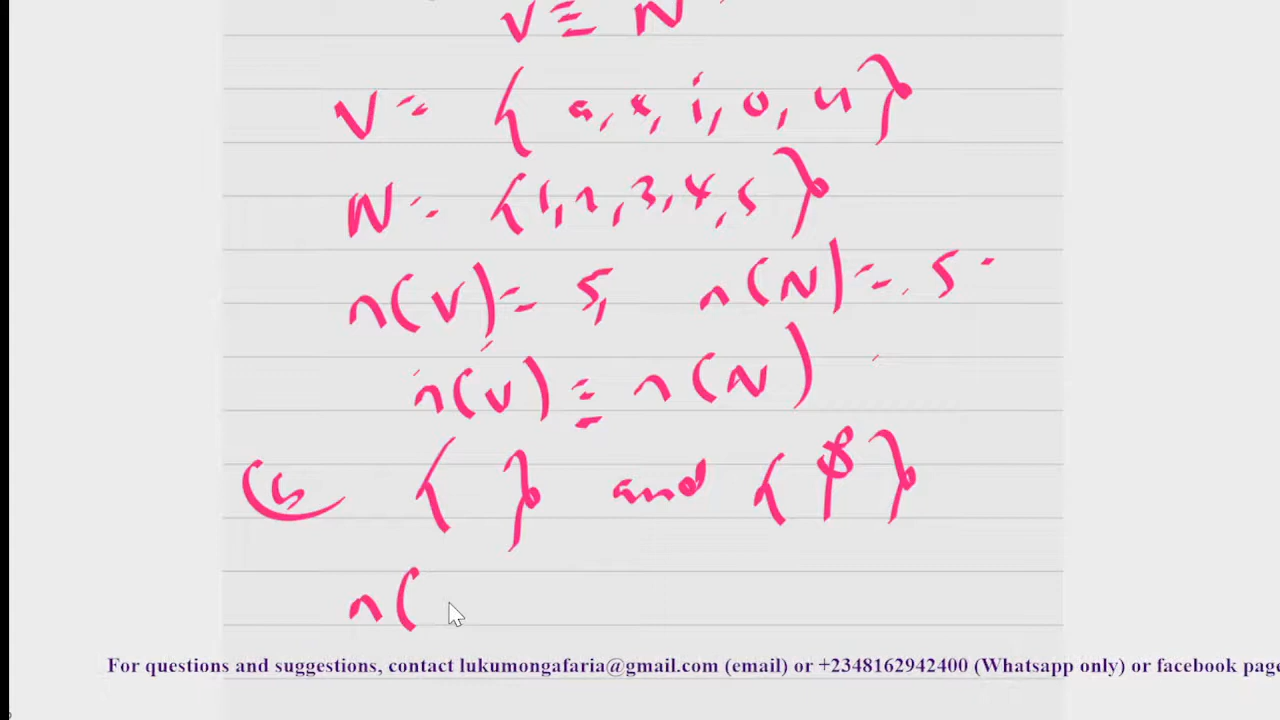 V ≡ N
V = { a, e, i, o, u }
N = { 1, 2, 3, 4, 5 }
n(V) = 5, n(N) = 5.
n(V) = n(N)
{ } and { ϕ }
n(
For questions and suggestions, contact lukumongafaria@gmail.com (email) or +2348162942400 (Whatsapp only) or facebook page